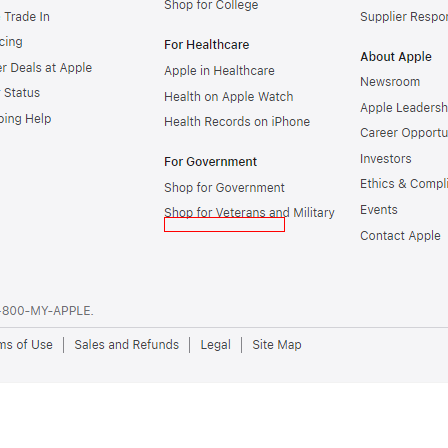 Shop for College
Trade In
cing
er Deals at Apple
Status
ping Help
For Healthcare
Apple in Healthcare
Health on Apple Watch
Health Records on iPhone
For Government
Shop for Government
Shop for Veterans and Military
Supplier Respo
About Apple
Newsroom
Apple Leadersh
Career Opportu
Investors
Ethics & Compli
Events
Contact Apple
-800-MY-APPLE.
ms of Use | Sales and Refunds | Legal | Site Map